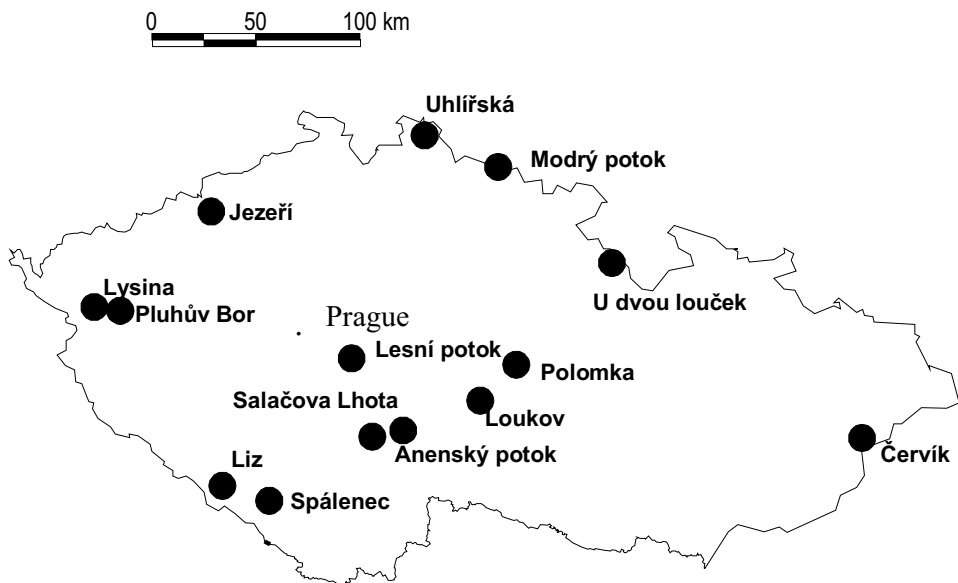 0 50 100 km
Uhlířská
Modrý potok
Jezeří
U dvou louček
Lysina
Pluhův Bor
Prague
Lesní potok
Polomka
Salačova Lhota
Loukov
Anenský potok
Červík
Liz
Spálenec